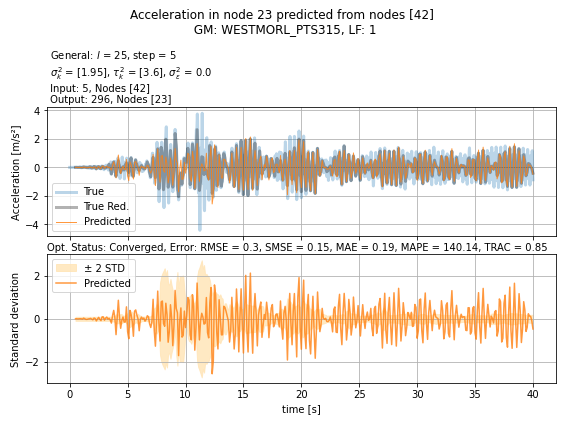 Acceleration in node 23 predicted from nodes [42]
GM: WESTMORL_PTS315, LF: 1
General: l = 25, step = 5
σ²ₖ = [1.95], τ²ₖ = [3.6], σ²ε = 0.0
Input: 5, Nodes [42]
Output: 296, Nodes [23]
Acceleration [m/s²]
4
2
0
−2
−4
True
True Red.
Predicted
Opt. Status: Converged, Error: RMSE = 0.3, SMSE = 0.15, MAE = 0.19, MAPE = 140.14, TRAC = 0.85
Standard deviation
2
0
−2
± 2 STD
Predicted
0 5 10 15 20 25 30 35 40
time [s]